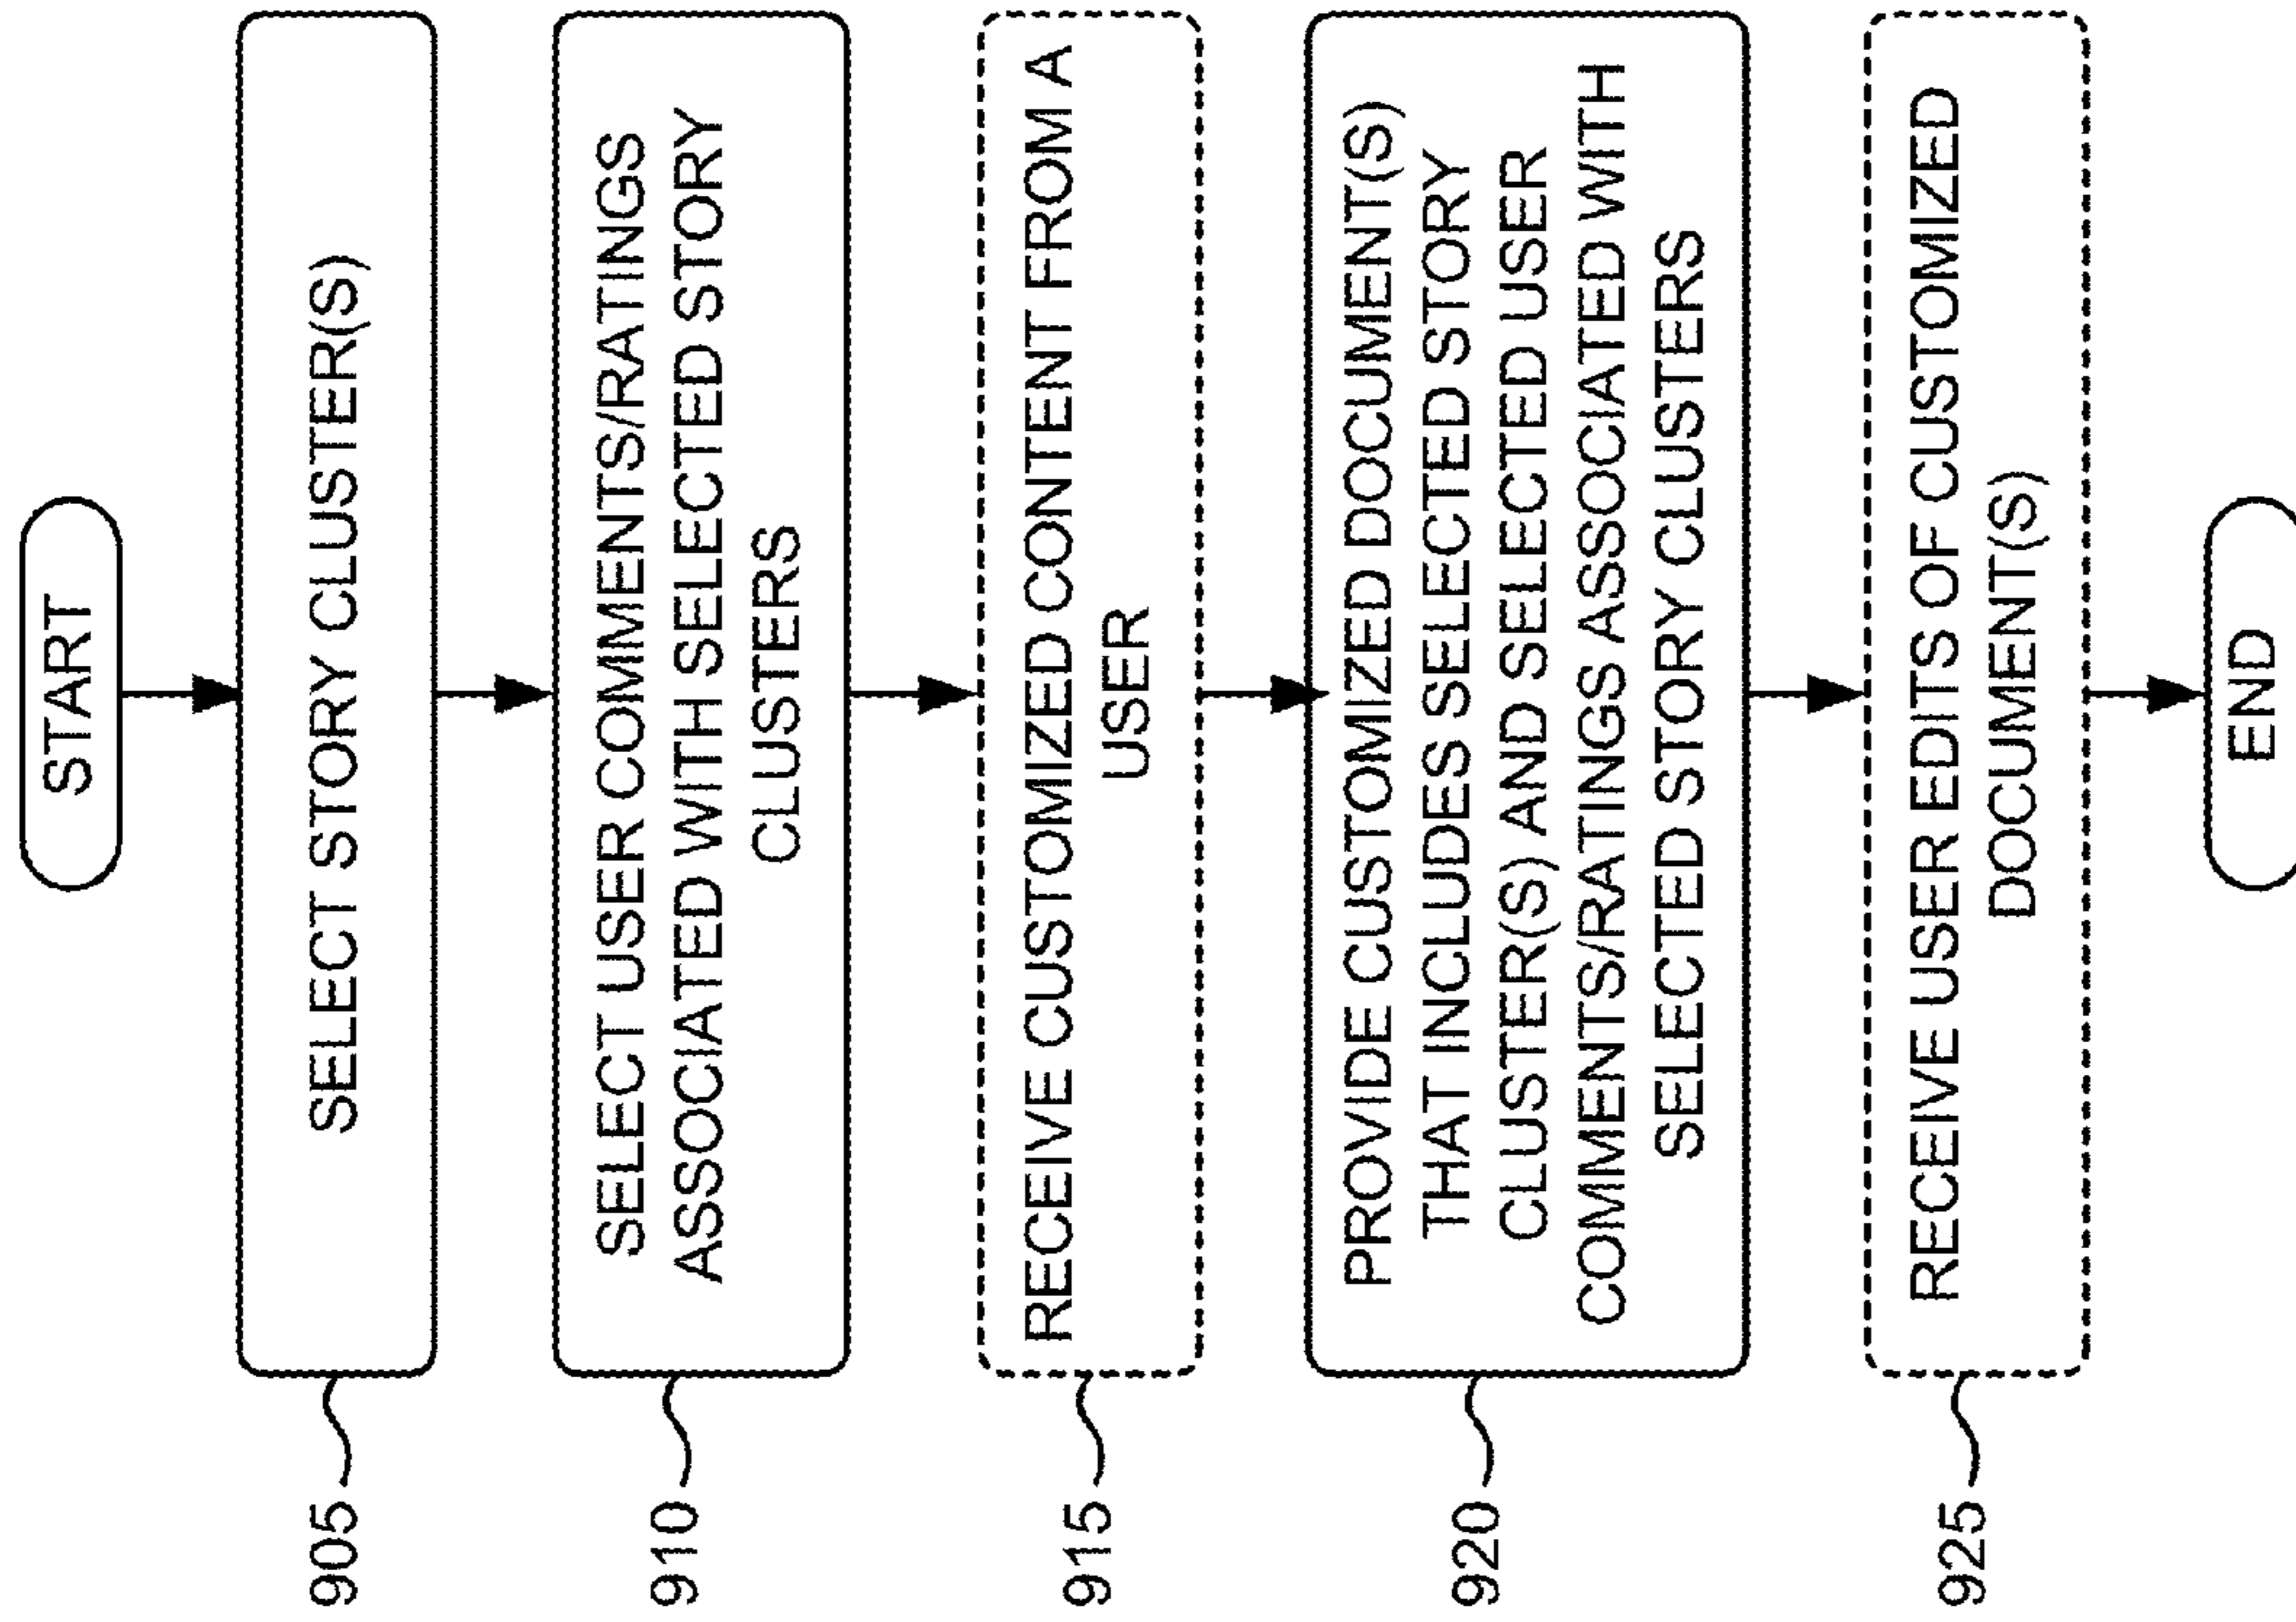 START
905
SELECT STORY CLUSTER(S)
910
SELECT USER COMMENTS/RATINGS
ASSOCIATED WITH SELECTED STORY
CLUSTERS
915
RECEIVE CUSTOMIZED CONTENT FROM A
USER
920
PROVIDE CUSTOMIZED DOCUMENT(S)
THAT INCLUDES SELECTED STORY
CLUSTER(S) AND SELECTED USER
COMMENTS/RATINGS ASSOCIATED WITH
SELECTED STORY CLUSTERS
925
RECEIVE USER EDITS OF CUSTOMIZED
DOCUMENT(S)
END